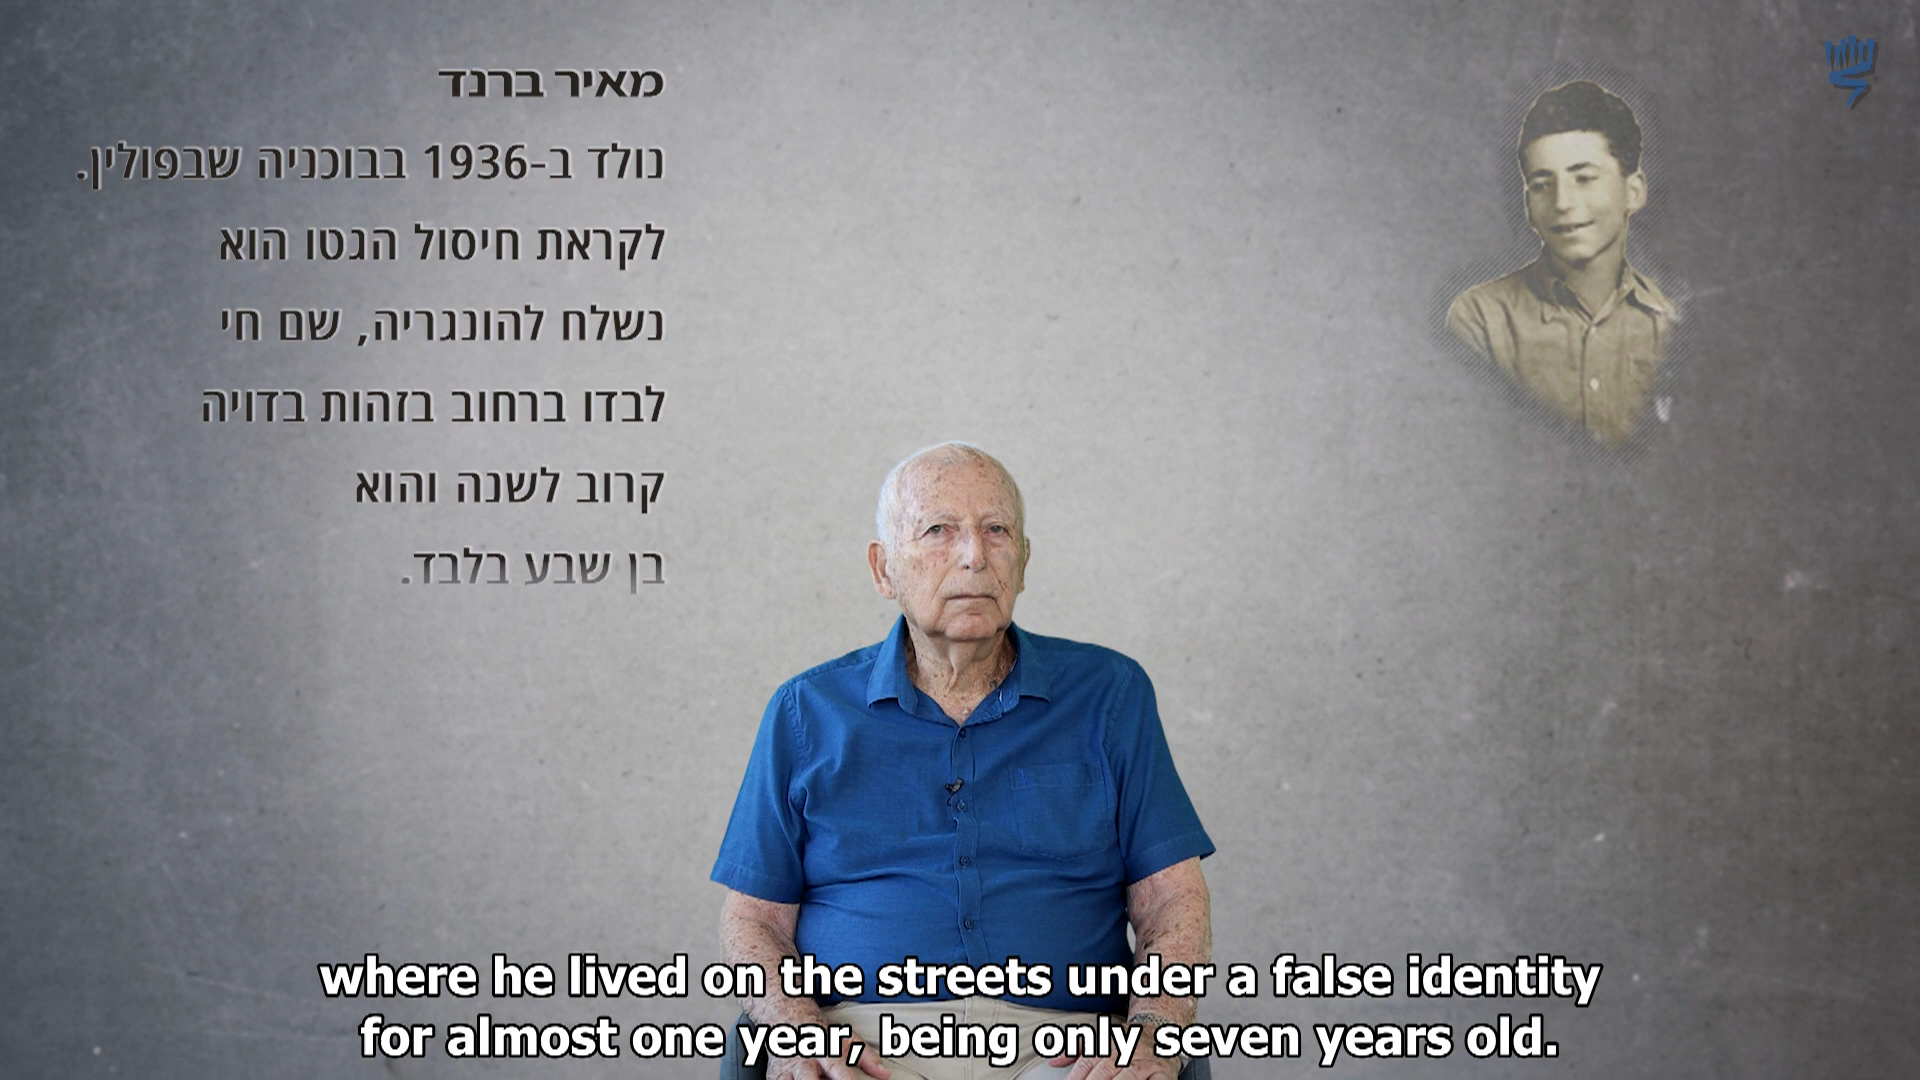 מאיר ברנד
נולד ב-1936 בבוכניה שבפולין.
לקראת חיסול הגטו הוא
נשלח להונגריה, שם חי
לבדו ברחוב בזהות בדויה
קרוב לשנה והוא
בן שבע בלבד.
where he lived on the streets under a false identity
for almost one year, being only seven years old.